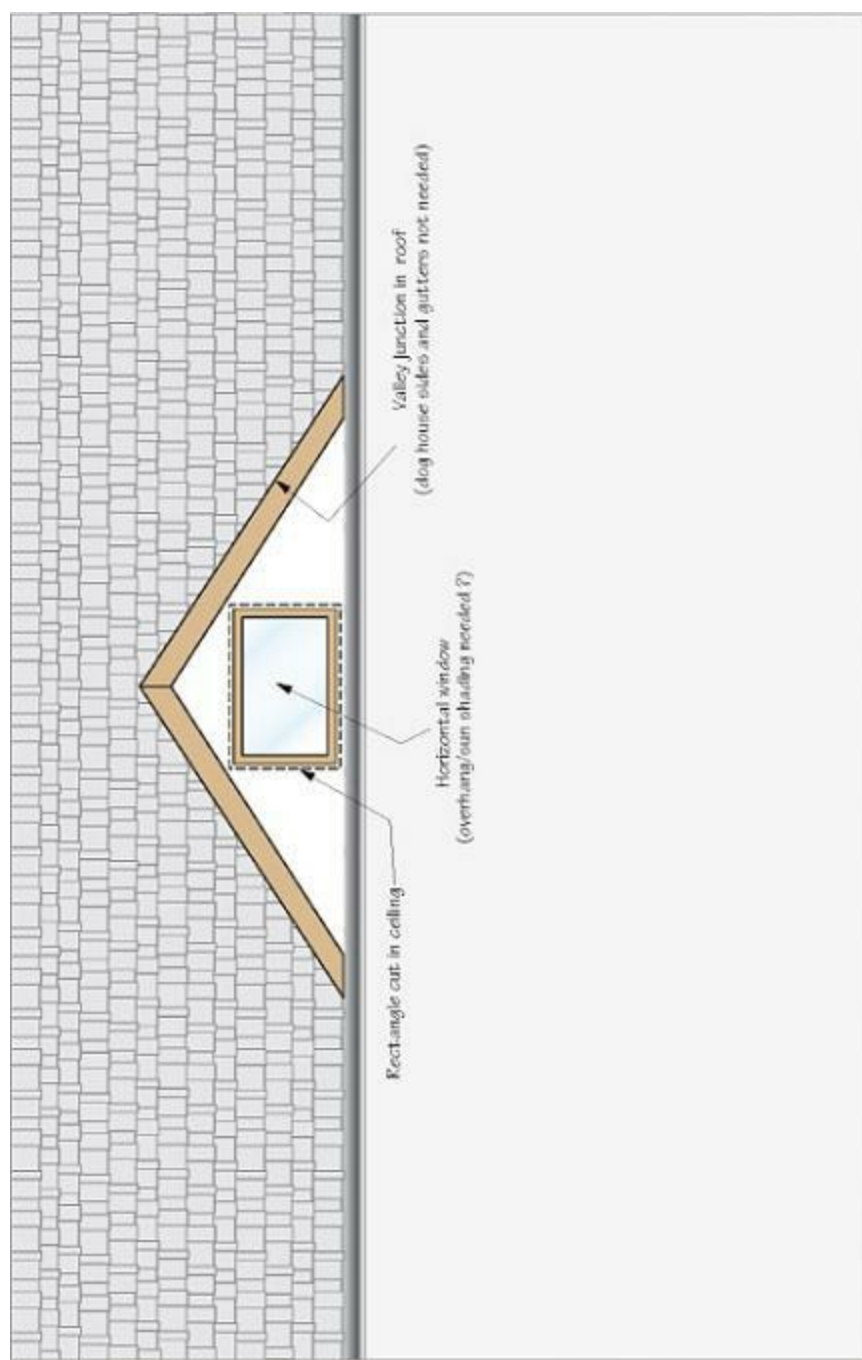 Valley junction in roof
(dog house sides and gutters not needed)
Horizontal window
(overhang/sun shading needed ?)
Rectangle cut in ceiling